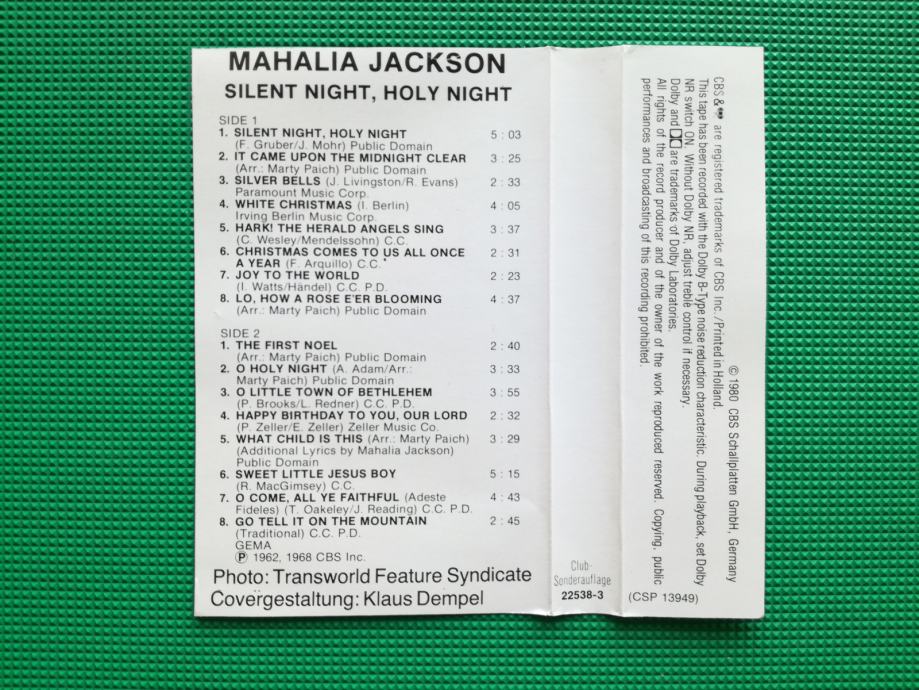 MAHALIA JACKSON
SILENT NIGHT, HOLY NIGHT
SIDE 1
1. SILENT NIGHT, HOLY NIGHT 5:03
(F. Gruber/J. Mohr) Public Domain
2. IT CAME UPON THE MIDNIGHT CLEAR 3:25
(Arr.: Marty Paich) Public Domain
3. SILVER BELLS (J. Livingston/R. Evans) 2:33
Paramount Music Corp.
4. WHITE CHRISTMAS (I. Berlin) 4:05
Irving Berlin Music Corp.
5. HARK! THE HERALD ANGELS SING 3:37
(C. Wesley/Mendelssohn) C.C.
6. CHRISTMAS COMES TO US ALL ONCE 2:31
A YEAR (F. Arquillo) C.C.
7. JOY TO THE WORLD 2:23
(I. Watts/Händel) C.C. P.D.
8. LO, HOW A ROSE E'ER BLOOMING 4:37
(Arr.: Marty Paich) Public Domain
SIDE 2
1. THE FIRST NOEL 2:40
(Arr.: Marty Paich) Public Domain
2. O HOLY NIGHT (A. Adam/Arr.: 3:33
Marty Paich) Public Domain
3. O LITTLE TOWN OF BETHLEHEM 3:55
(P. Brooks/L. Redner) C.C. P.D.
4. HAPPY BIRTHDAY TO YOU, OUR LORD 2:32
(P. Zeller/E. Zeller) Zeller Music Co.
5. WHAT CHILD IS THIS (Arr.: Marty Paich) 3:29
(Additional Lyrics by Mahalia Jackson)
Public Domain
6. SWEET LITTLE JESUS BOY 5:15
(R. MacGimsey) C.C.
7. O COME, ALL YE FAITHFUL (Adeste 4:43
Fideles) (T. Oakeley/J. Reading) C.C. P.D.
8. GO TELL IT ON THE MOUNTAIN 2:45
(Traditional) C.C. P.D.
GEMA
℗ 1962, 1968 CBS Inc.
Photo: Transworld Feature Syndicate
Covergestaltung: Klaus Dempel
Club-
Sonderauflage
22538-3
© 1980 CBS Schallplatten GmbH, Germany
CBS & are registered trademarks of CBS Inc./Printed in Holland.
This tape has been recorded with the Dolby B-Type noise reduction characteristic. During playback, set Dolby
NR switch ON. Without Dolby NR, adjust treble control if necessary.
Dolby and are trademarks of Dolby Laboratories.
All rights of the record producer and of the owner of the work reproduced reserved. Copying, public
performances and broadcasting of this recording prohibited.
(CSP 13949)